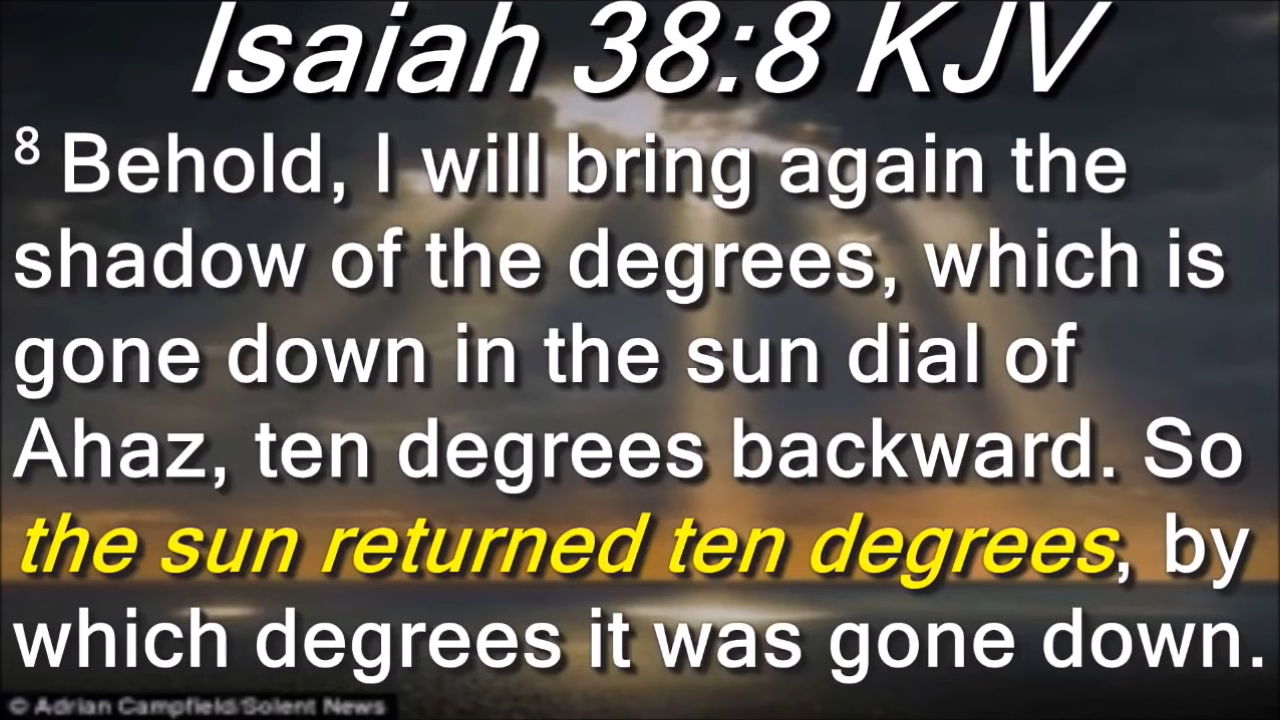 Isaiah 38:8 KJV
8 Behold, I will bring again the
shadow of the degrees, which is
gone down in the sun dial of
Ahaz, ten degrees backward. So
the sun returned ten degrees, by
which degrees it was gone down.
© Adrian Campfield/Solent News